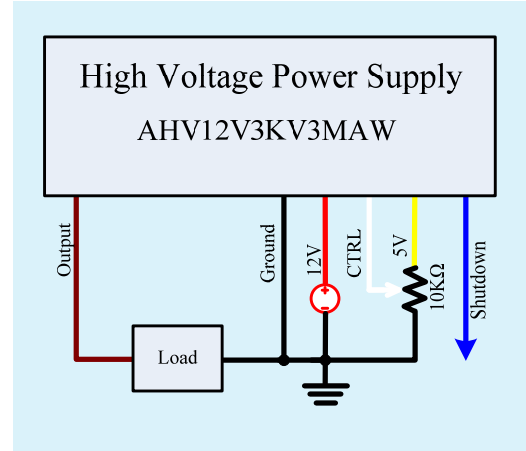 High Voltage Power Supply
AHV12V3KV3MAW
Output
Ground
12V
CTRL
5V
10KΩ
Shutdown
Load